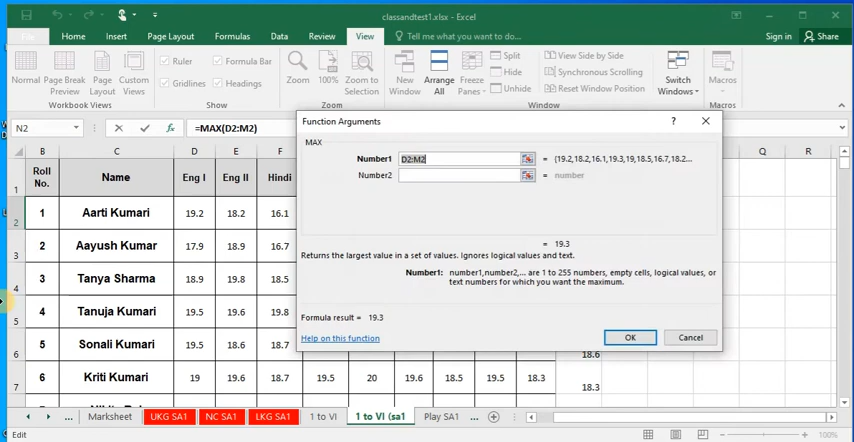 classandtest1.xlsx - Excel
File Home Insert Page Layout Formulas Data Review View Tell me what you want to do... Sign in Share
Normal Page Break Preview Page Layout Custom Views
Workbook Views
Ruler Formula Bar
Gridlines Headings
Show
Zoom 100% Zoom to Selection
Zoom
New Window Arrange All Freeze Panes
Split
Hide
Unhide
View Side by Side
Synchronous Scrolling
Reset Window Position
Switch Windows
Window
Macros
Macros
N2 fx =MAX(D2:M2)
B C D E F Q R
1 Roll No. Name Eng I Eng II Hindi
2 1 Aarti Kumari 19.2 18.2 16.1
3 2 Aayush Kumar 17.9 18.9 16.7
4 3 Tanya Sharma 18.9 19.8 18.5
5 4 Tanuja Kumari 19.5 19.6 19.8
6 5 Sonali Kumari 19.5 18.6 18.7 18.6
7 6 Kriti Kumari 19 19.6 18.7 19.5 20 19.6 18.5 19.5 18.3 18.3
Function Arguments ?
MAX
Number1 D2:M2 = {19.2,18.2,16.1,19.3,19,18.5,16.7,18.2...
Number2 = number
= 19.3
Returns the largest value in a set of values. Ignores logical values and text.
Number1: number1,number2,... are 1 to 255 numbers, empty cells, logical values, or
text numbers for which you want the maximum.
Formula result = 19.3
Help on this function
OK Cancel
... Marksheet UKG SA1 NC SA1 LKG SA1 1 to VI 1 to VI (sa1 Play SA1 ...
Edit 100%